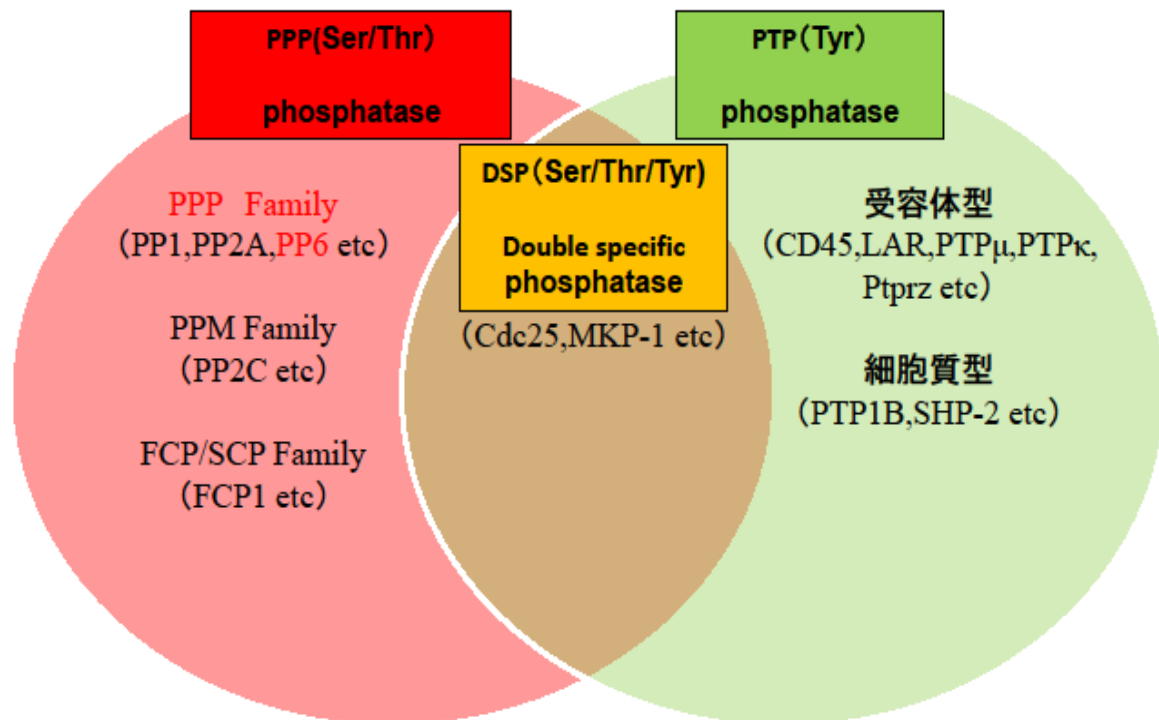 PPP(Ser/Thr)
phosphatase
PTP(Tyr)
phosphatase
DSP(Ser/Thr/Tyr)
Double specific
phosphatase
(Cdc25,MKP-1 etc)
PPP Family
(PP1,PP2A,PP6 etc)
PPM Family
(PP2C etc)
FCP/SCP Family
(FCP1 etc)
受容体型
(CD45,LAR,PTPμ,PTPκ,
Ptprz etc)
細胞質型
(PTP1B,SHP-2 etc)